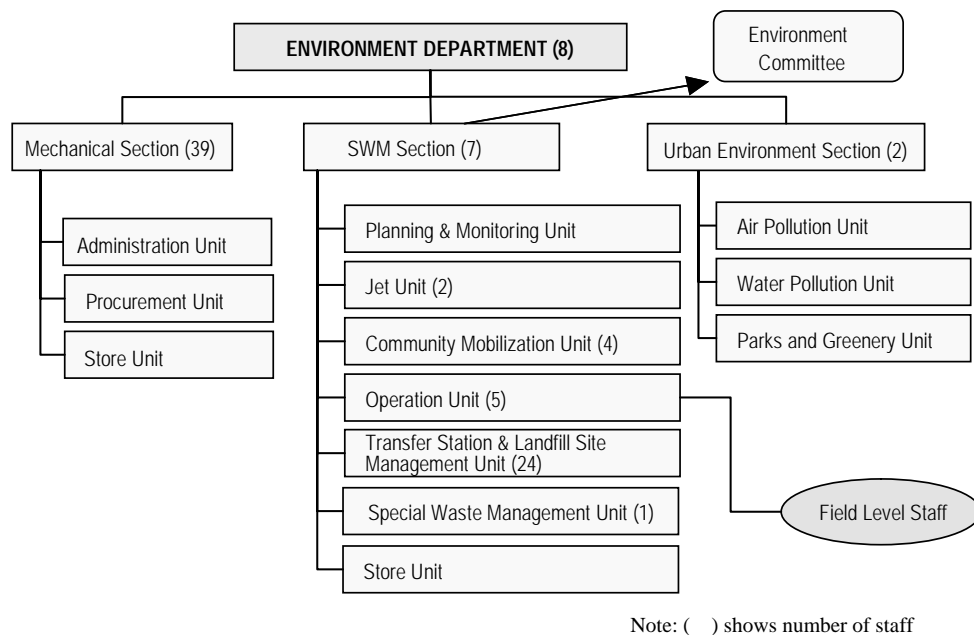 ENVIRONMENT DEPARTMENT (8)
Environment
Committee
Mechanical Section (39)
SWM Section (7)
Urban Environment Section (2)
Administration Unit
Procurement Unit
Store Unit
Planning & Monitoring Unit
Jet Unit (2)
Community Mobilization Unit (4)
Operation Unit (5)
Transfer Station & Landfill Site
Management Unit (24)
Special Waste Management Unit (1)
Store Unit
Air Pollution Unit
Water Pollution Unit
Parks and Greenery Unit
Field Level Staff
Note: (    ) shows number of staff